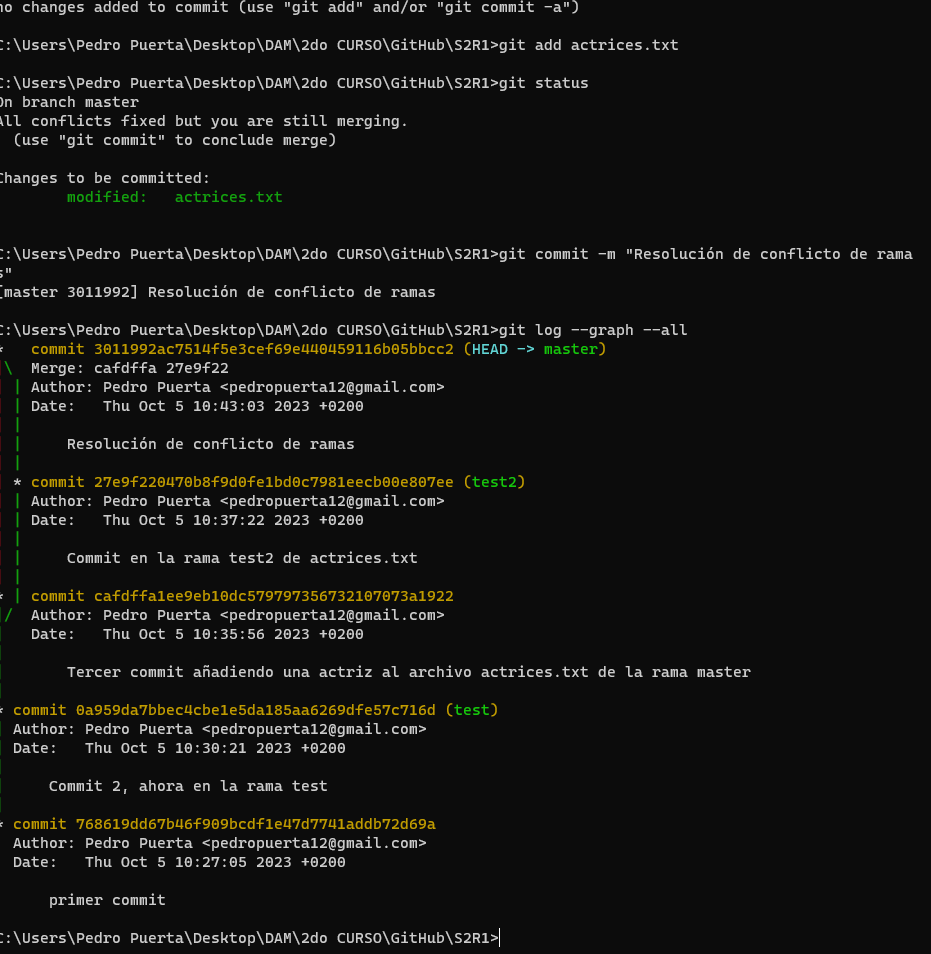 no changes added to commit (use "git add" and/or "git commit -a")
C:\Users\Pedro Puerta\Desktop\DAM\2do CURSO\GitHub\S2R1>git add actrices.txt
C:\Users\Pedro Puerta\Desktop\DAM\2do CURSO\GitHub\S2R1>git status
On branch master
All conflicts fixed but you are still merging.
  (use "git commit" to conclude merge)
Changes to be committed:
        modified:   actrices.txt
C:\Users\Pedro Puerta\Desktop\DAM\2do CURSO\GitHub\S2R1>git commit -m "Resolución de conflicto de rama
s"
[master 3011992] Resolución de conflicto de ramas
C:\Users\Pedro Puerta\Desktop\DAM\2do CURSO\GitHub\S2R1>git log --graph --all
*   commit 3011992ac7514f5e3cef69e440459116b05bbcc2 (HEAD -> master)
|\  Merge: cafdffa 27e9f22
| | Author: Pedro Puerta <pedropuerta12@gmail.com>
| | Date:   Thu Oct 5 10:43:03 2023 +0200
| |
| |     Resolución de conflicto de ramas
| |
| * commit 27e9f220470b8f9d0fe1bd0c7981eecb00e807ee (test2)
| | Author: Pedro Puerta <pedropuerta12@gmail.com>
| | Date:   Thu Oct 5 10:37:22 2023 +0200
| |
| |     Commit en la rama test2 de actrices.txt
| |
* | commit cafdffa1ee9eb10dc579797356732107073a1922
|/  Author: Pedro Puerta <pedropuerta12@gmail.com>
|   Date:   Thu Oct 5 10:35:56 2023 +0200
|
|       Tercer commit añadiendo una actriz al archivo actrices.txt de la rama master
|
* commit 0a959da7bbec4cbe1e5da185aa6269dfe57c716d (test)
| Author: Pedro Puerta <pedropuerta12@gmail.com>
| Date:   Thu Oct 5 10:30:21 2023 +0200
|
|     Commit 2, ahora en la rama test
|
* commit 768619dd67b46f909bcdf1e47d7741addb72d69a
  Author: Pedro Puerta <pedropuerta12@gmail.com>
  Date:   Thu Oct 5 10:27:05 2023 +0200
      primer commit
C:\Users\Pedro Puerta\Desktop\DAM\2do CURSO\GitHub\S2R1>